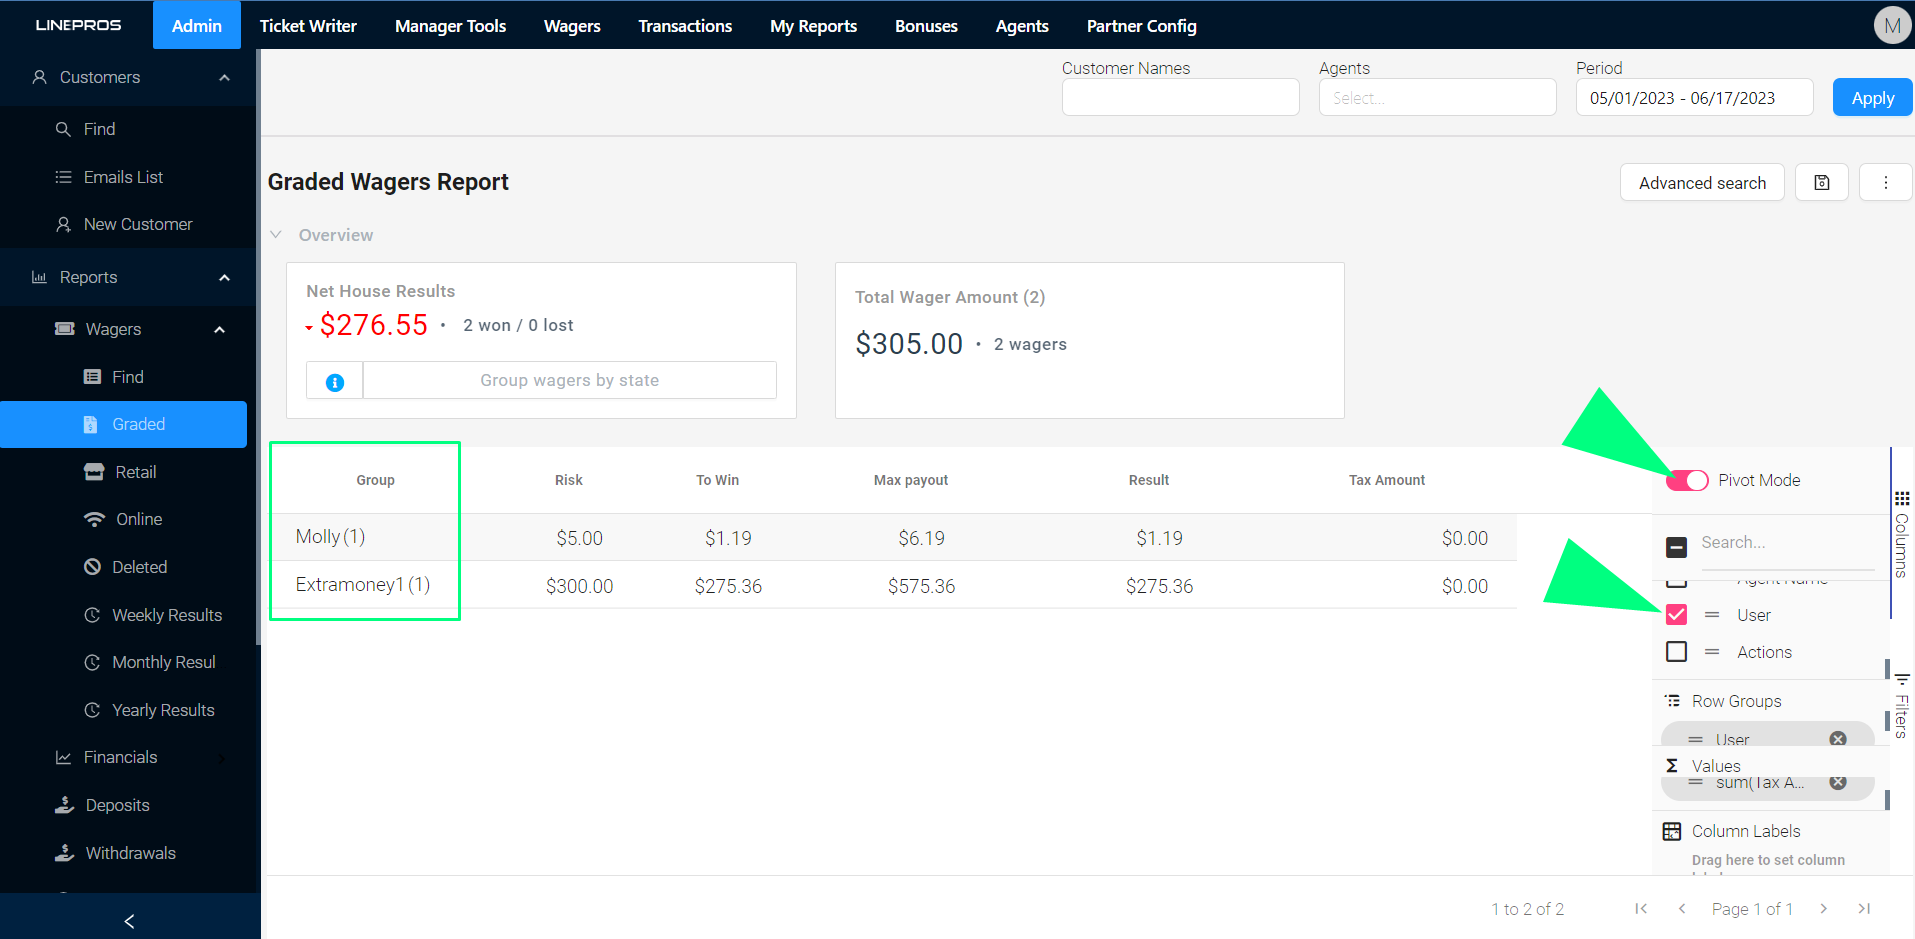 LINEPROS Admin Ticket Writer Manager Tools Wagers Transactions My Reports Bonuses Agents Partner Config M
Customers
Find
Emails List
New Customer
Reports
Wagers
Find
Graded
Retail
Online
Deleted
Weekly Results
Monthly Resul
Yearly Results
Financials
Deposits
Withdrawals
Customer Names Agents Period
Select... 05/01/2023 - 06/17/2023 Apply
Graded Wagers Report Advanced search
Overview
Net House Results
$276.55 • 2 won / 0 lost
Group wagers by state
Total Wager Amount (2)
$305.00 • 2 wagers
Group Risk To Win Max payout Result Tax Amount
Molly (1) $5.00 $1.19 $6.19 $1.19 $0.00
Extramoney1 (1) $300.00 $275.36 $575.36 $275.36 $0.00
Pivot Mode
Search...
Agent Name
User
Actions
Row Groups
User
Values
sum(Tax A...
Column Labels
Drag here to set column
Columns
Filters
1 to 2 of 2 Page 1 of 1